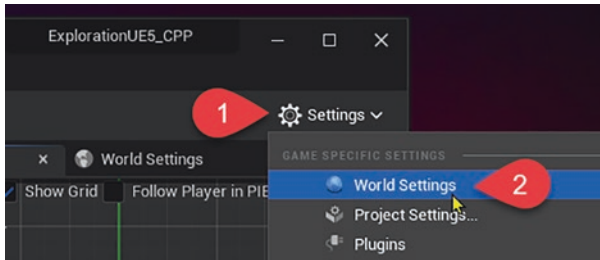 ExplorationUE5_CPP
1
Settings
World Settings
GAME SPECIFIC SETTINGS
Show Grid
Follow Player in PIE
World Settings
2
Project Settings...
Plugins